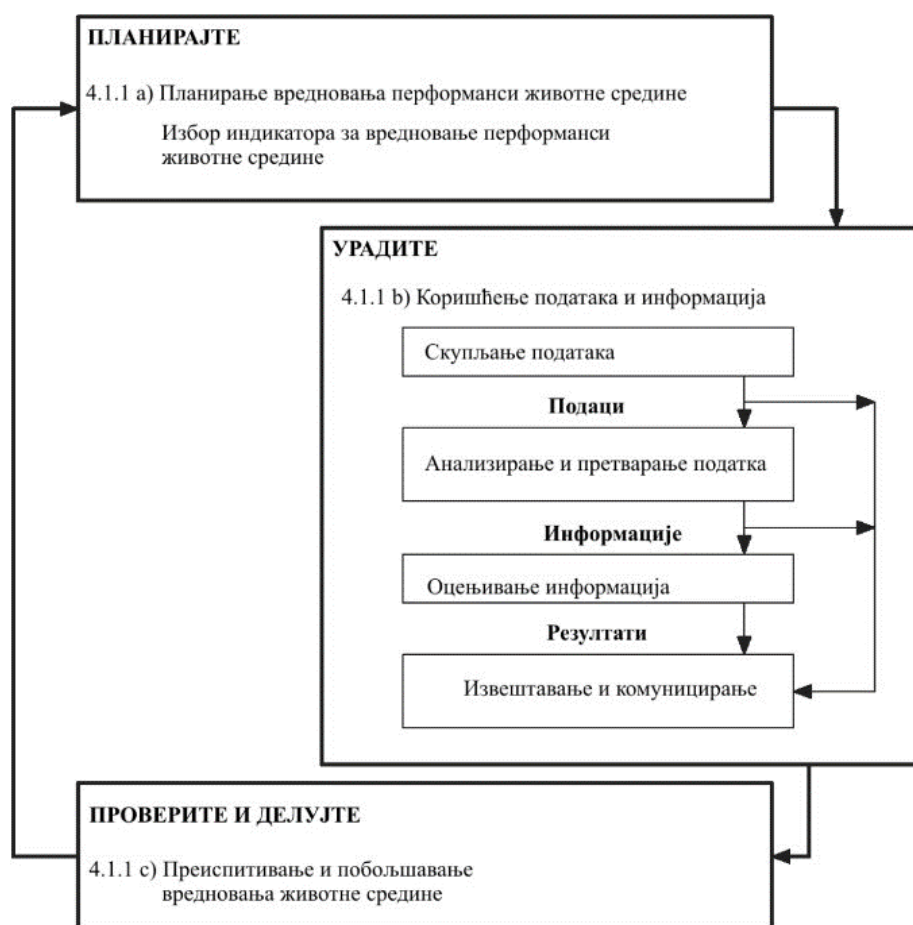 ПЛАНИРАЈТЕ
4.1.1 a) Планирање вредновања перформанси животне средине
Избор индикатора за вредновање перформанси
животне средине
УРАДИТЕ
4.1.1 b) Коришћење података и информација
Скупљање података
Подаци
Анализирање и претварање податка
Информације
Оцењивање информација
Резултати
Извештавање и комуницирање
ПРОВЕРИТЕ И ДЕЛУЈТЕ
4.1.1 c) Преиспитивање и побољшавање
вредновања животне средине